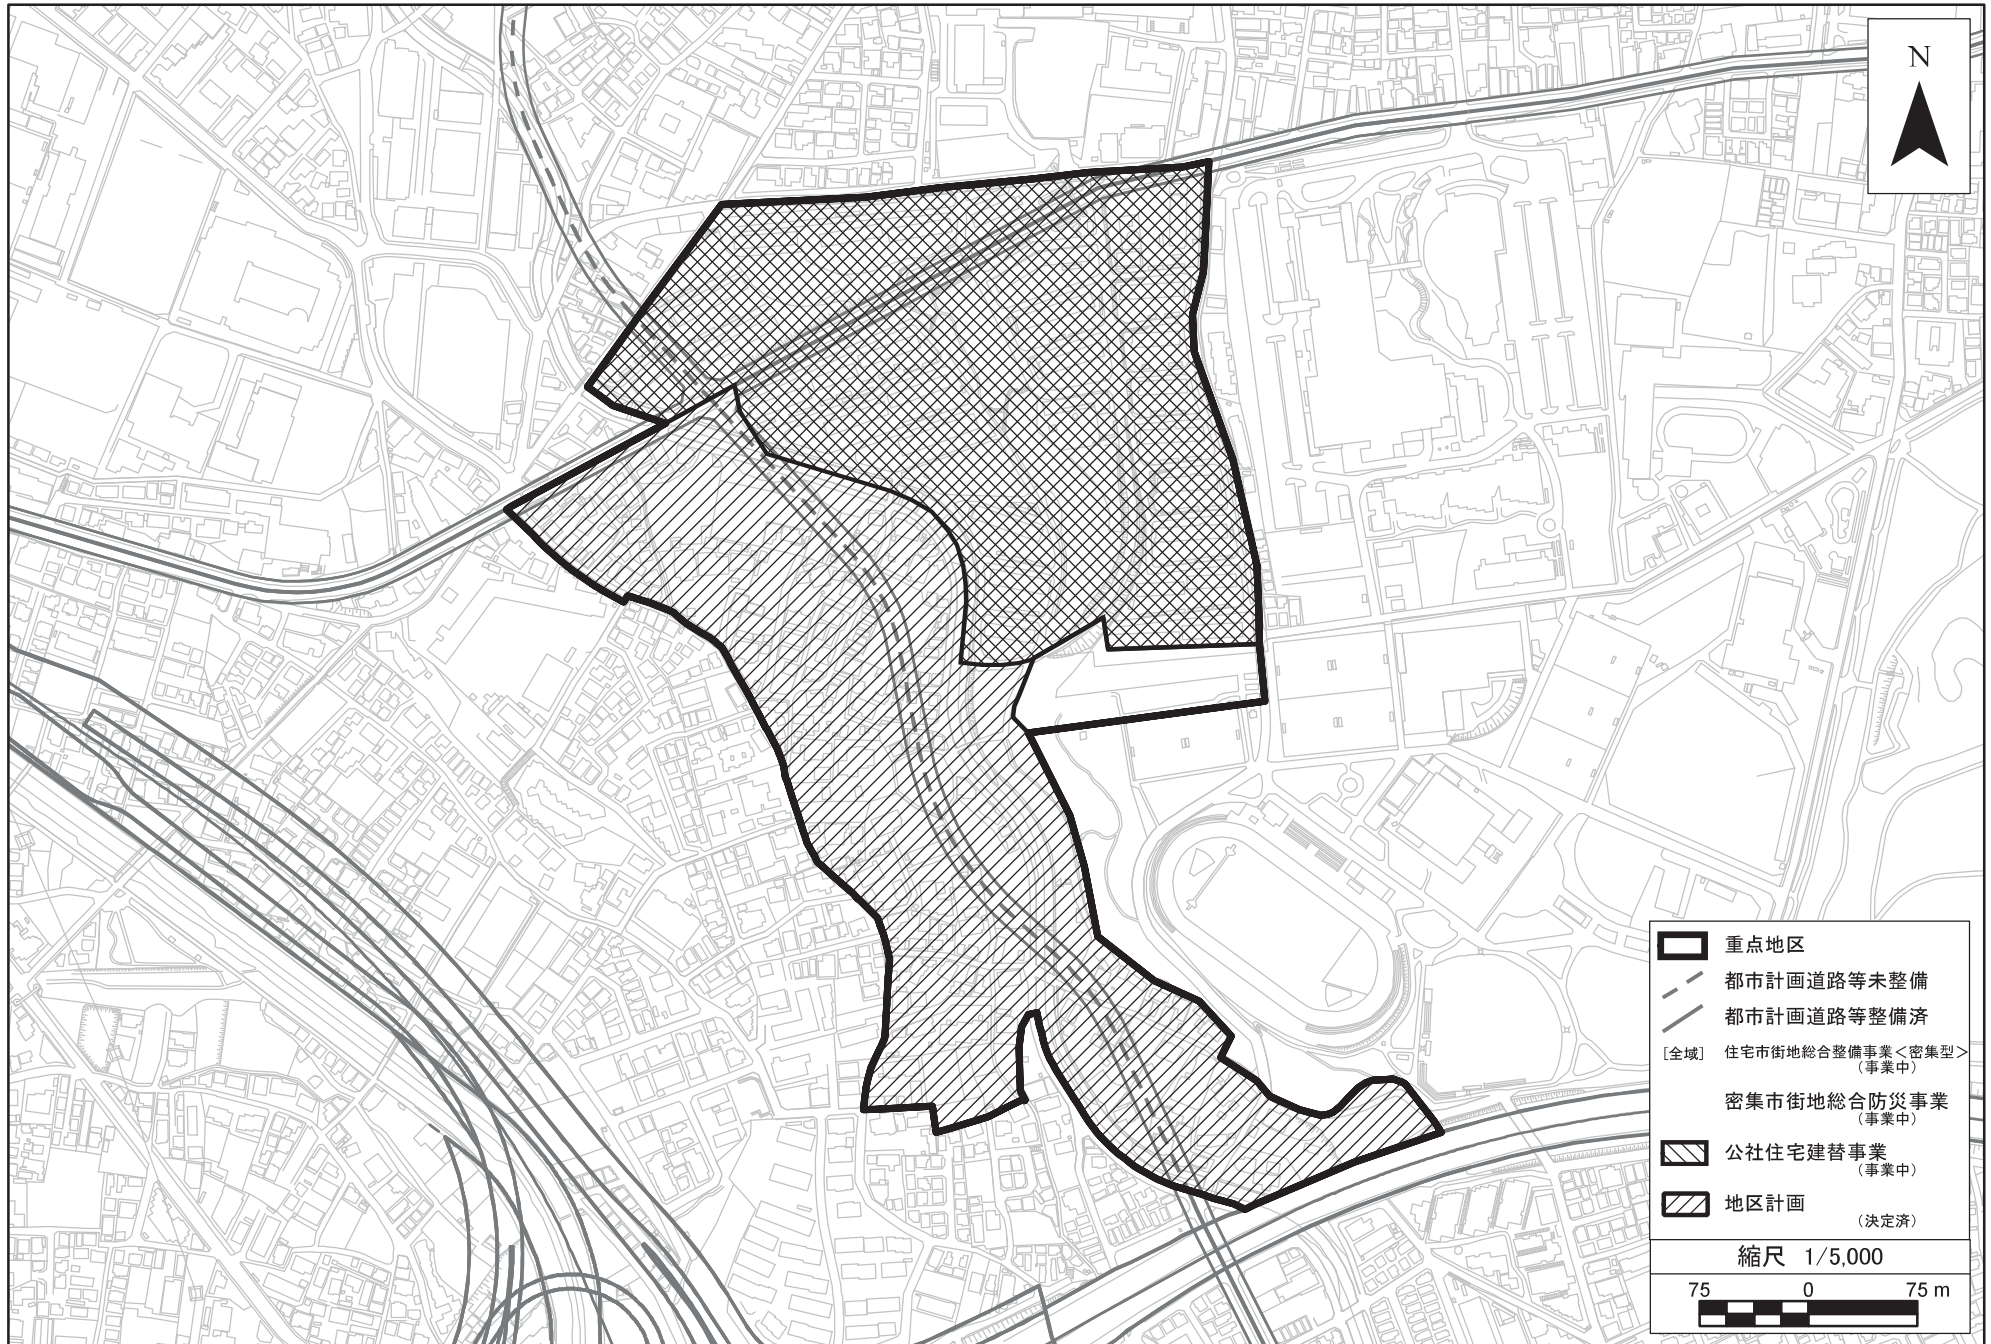 N
重点地区
都市計画道路等未整備
都市計画道路等整備済
[全域] 住宅市街地総合整備事業＜密集型＞
（事業中）
密集市街地総合防災事業
（事業中）
公社住宅建替事業
（事業中）
地区計画
（決定済）
縮尺 1/5,000
75 0 75 m